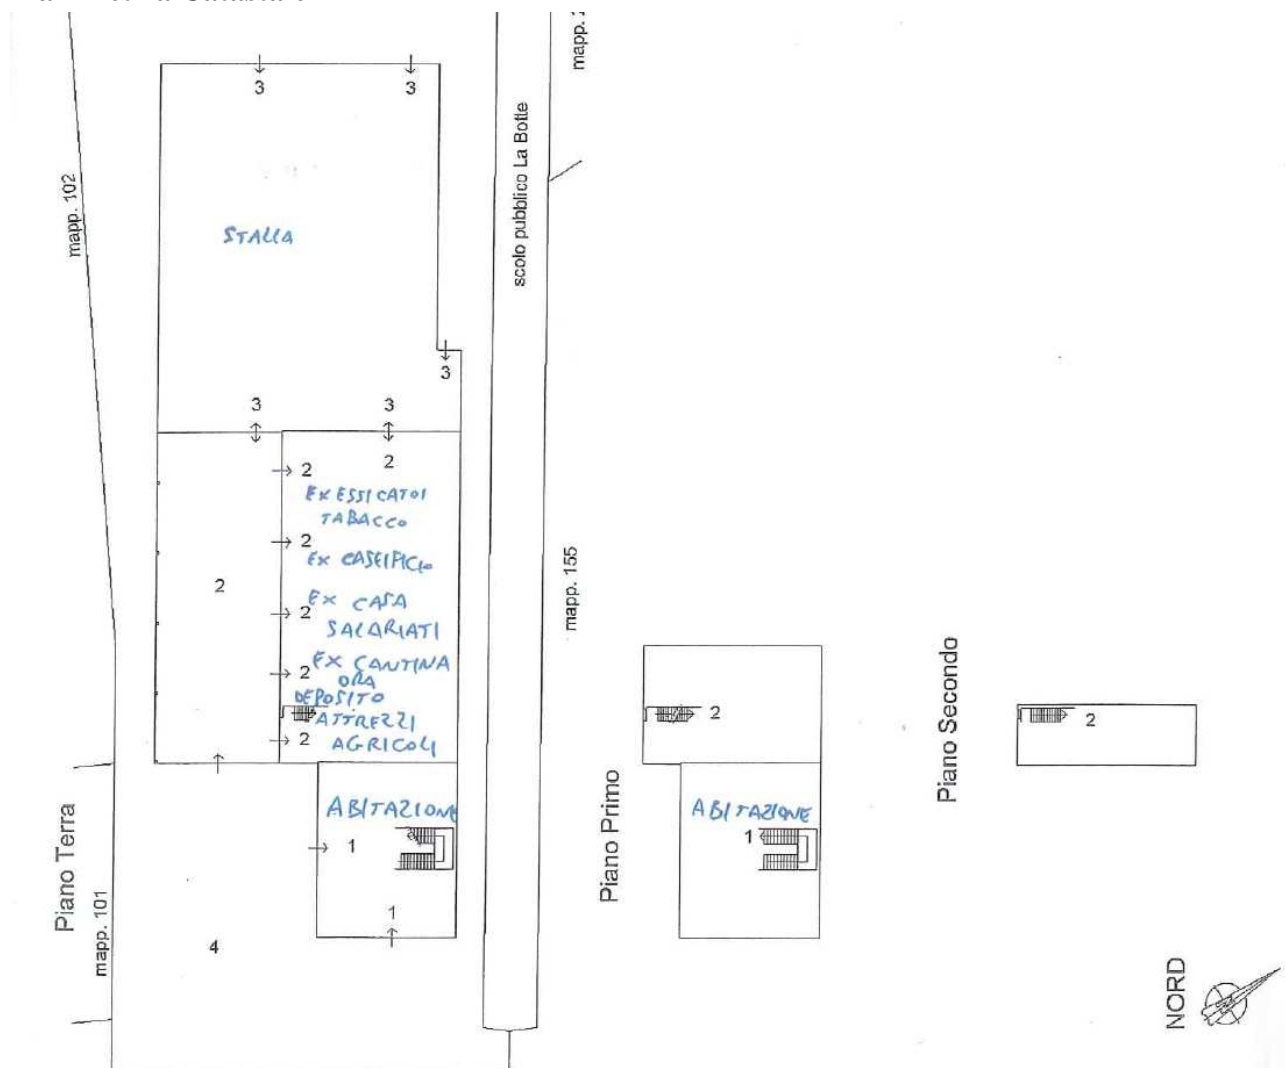 mapp. 102
mapp. 2
scolo pubblico La Botte
3
3
STALLA
3
3
3
2
2
EX ESSICATOI
TABACCO
2
EX CASEIFICIO
2
2
EX CASA
SALARIATI
2
EX CANTINA
ORA
DEPOSITO
ATTREZZI
2
AGRICOLI
mapp. 155
ABITAZIONE
1
1
4
Piano Terra
mapp. 101
Piano Primo
2
ABITAZIONE
1
Piano Secondo
2
NORD